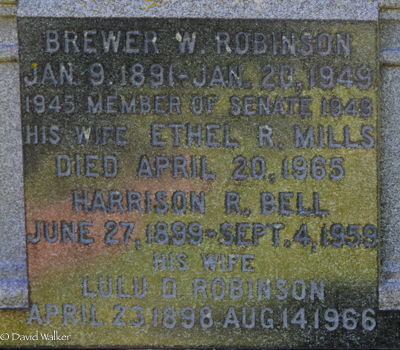 BREWER W. ROBINSON
JAN. 9. 1891-JAN. 20, 1949
1945 MEMBER OF SENATE 1949
HIS WIFE ETHEL R. MILLS
DIED APRIL 20, 1965
HARRISON R. BELL
JUNE 27, 1899-SEPT. 4, 1959
HIS WIFE
LULU D. ROBINSON
APRIL 23, 1898-AUG. 14, 1966
© David Walker